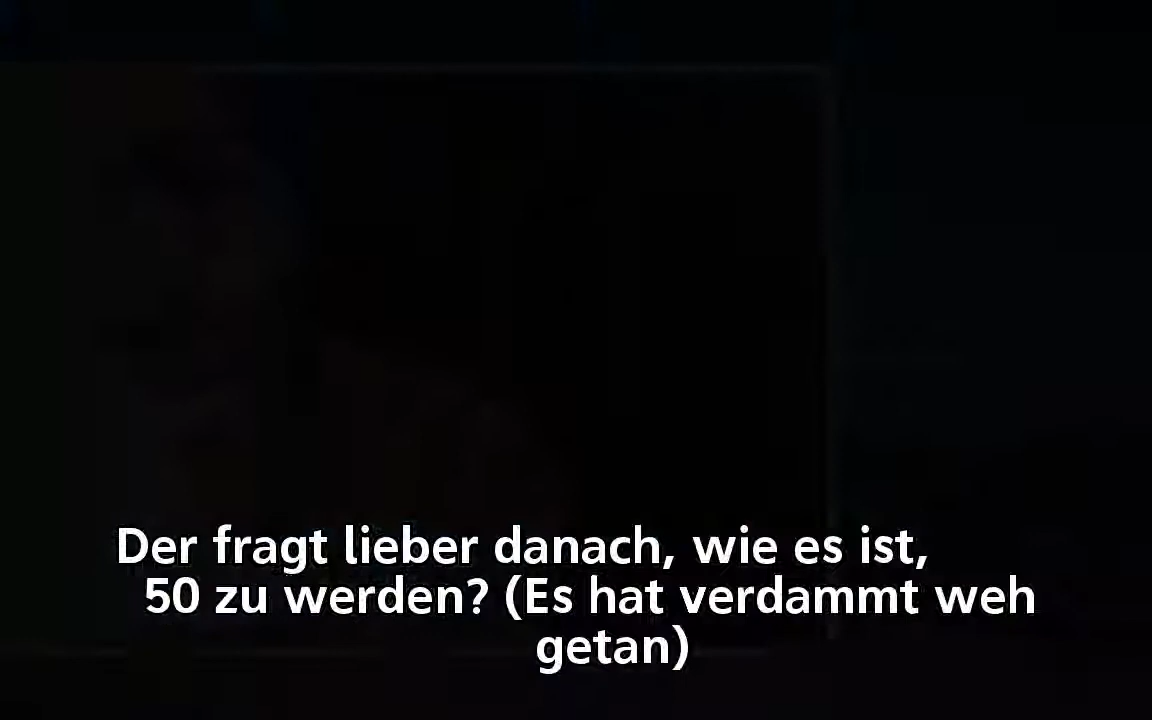 Der fragt lieber danach, wie es ist,
50 zu werden? (Es hat verdammt weh
getan)